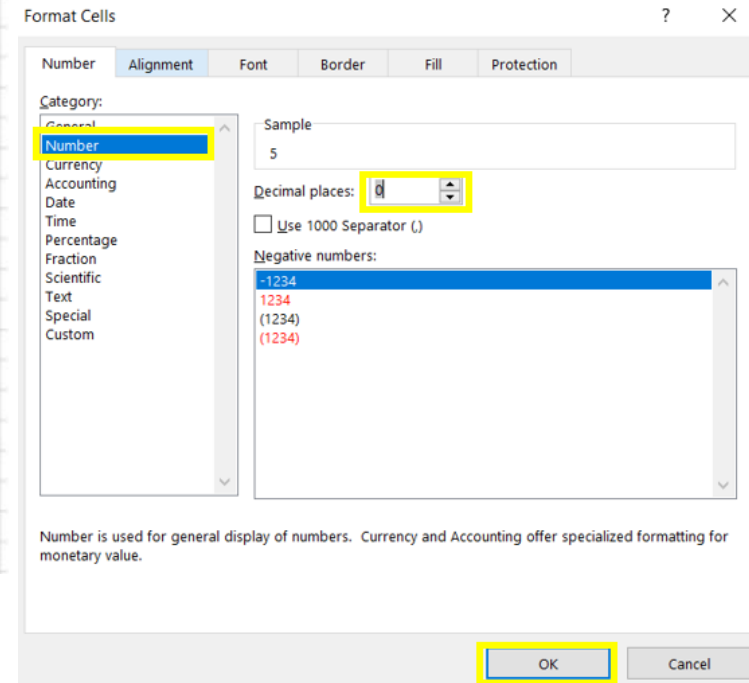 Format Cells ? ×
Number Alignment Font Border Fill Protection
Category:
General
Number
Currency
Accounting
Date
Time
Percentage
Fraction
Scientific
Text
Special
Custom
Sample
5
Decimal places: 0
Use 1000 Separator (,)
Negative numbers:
-1234
1234
(1234)
(1234)
Number is used for general display of numbers. Currency and Accounting offer specialized formatting for
monetary value.
OK Cancel